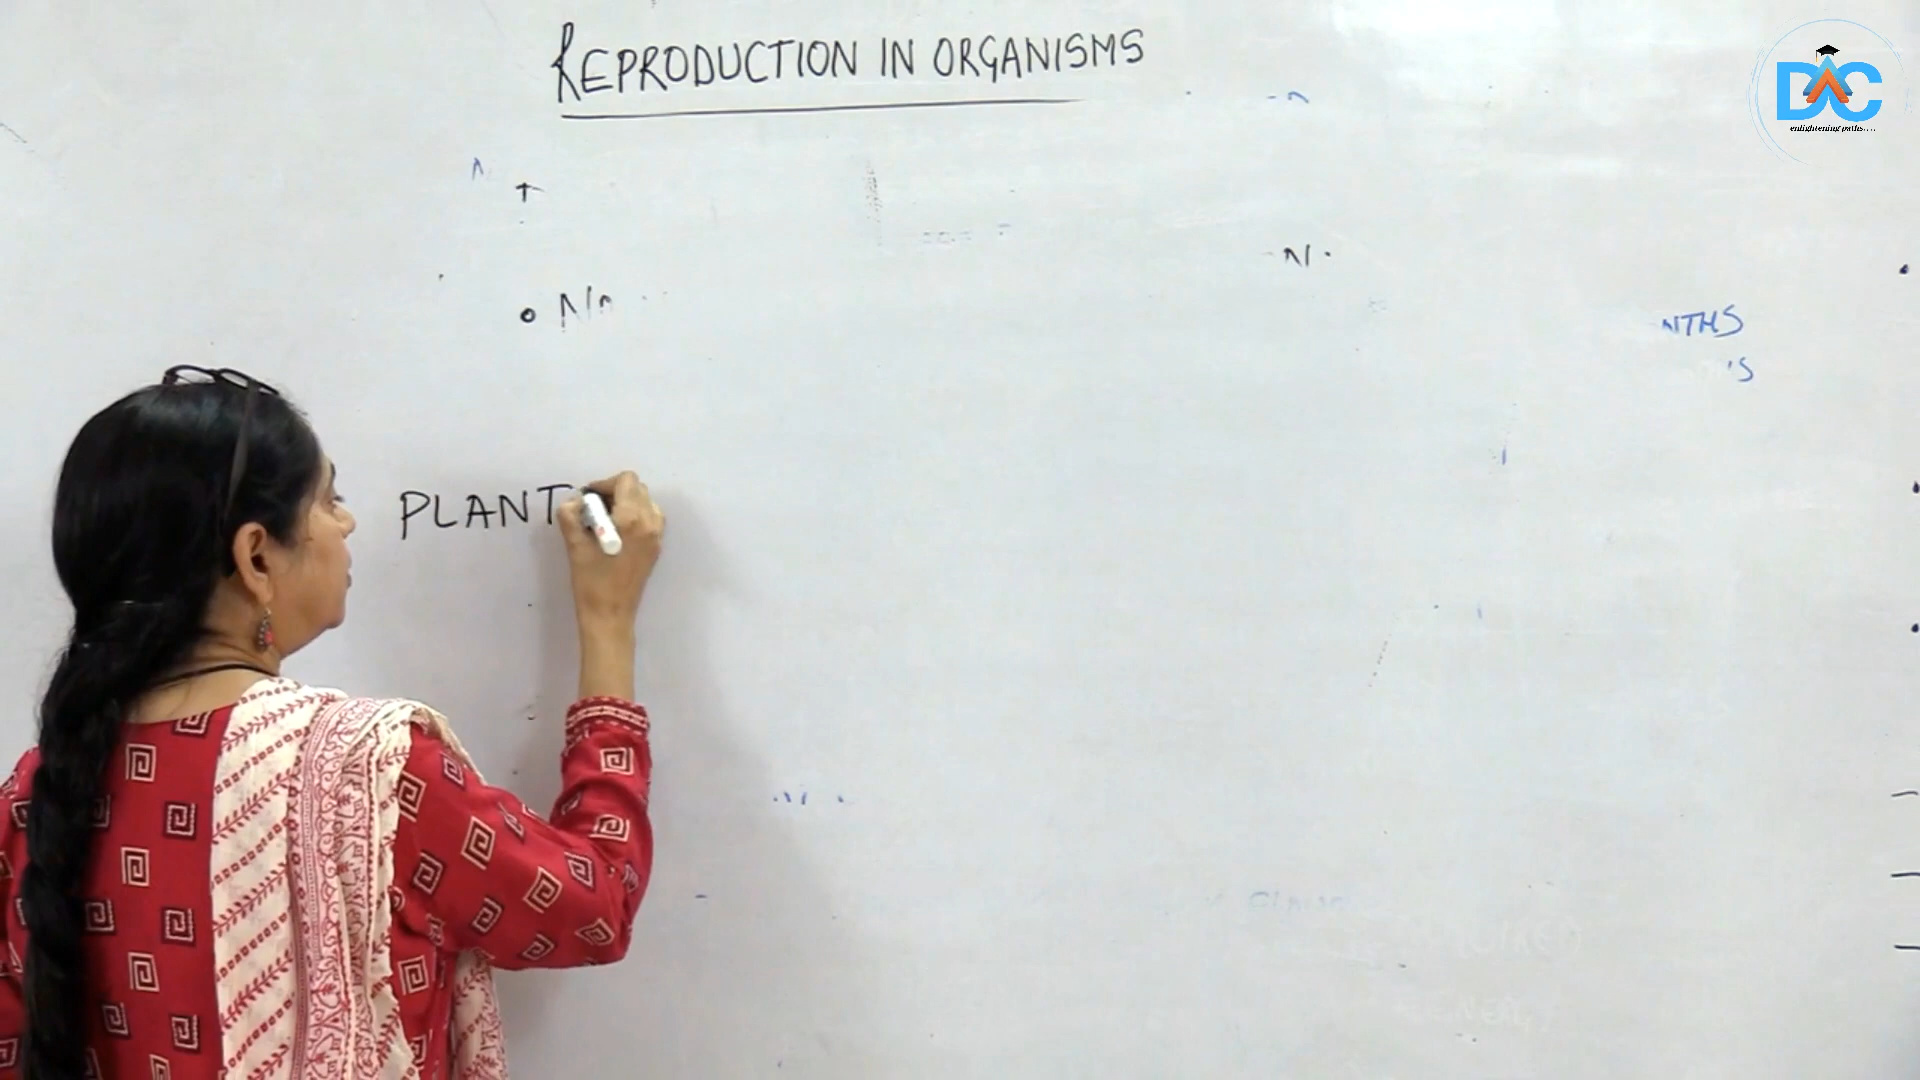 REPRODUCTION IN ORGANISMS
DAC
enlightening paths....
NTHS
'S
PLANT